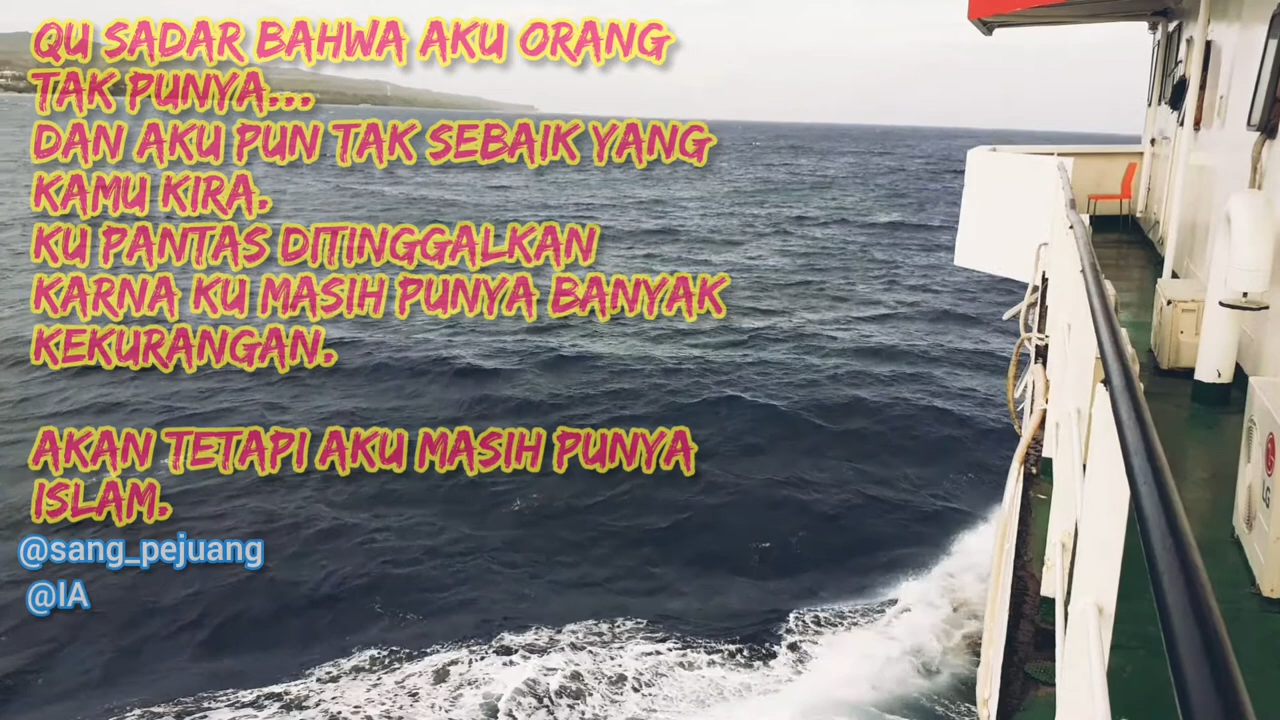 QU SADAR BAHWA AKU ORANG
TAK PUNYA...
DAN AKU PUN TAK SEBAIK YANG
KAMU KIRA.
KU PANTAS DITINGGALKAN
KARNA KU MASIH PUNYA BANYAK
KEKURANGAN.
AKAN TETAPI AKU MASIH PUNYA
ISLAM.
@sang_pejuang
@IA
LG